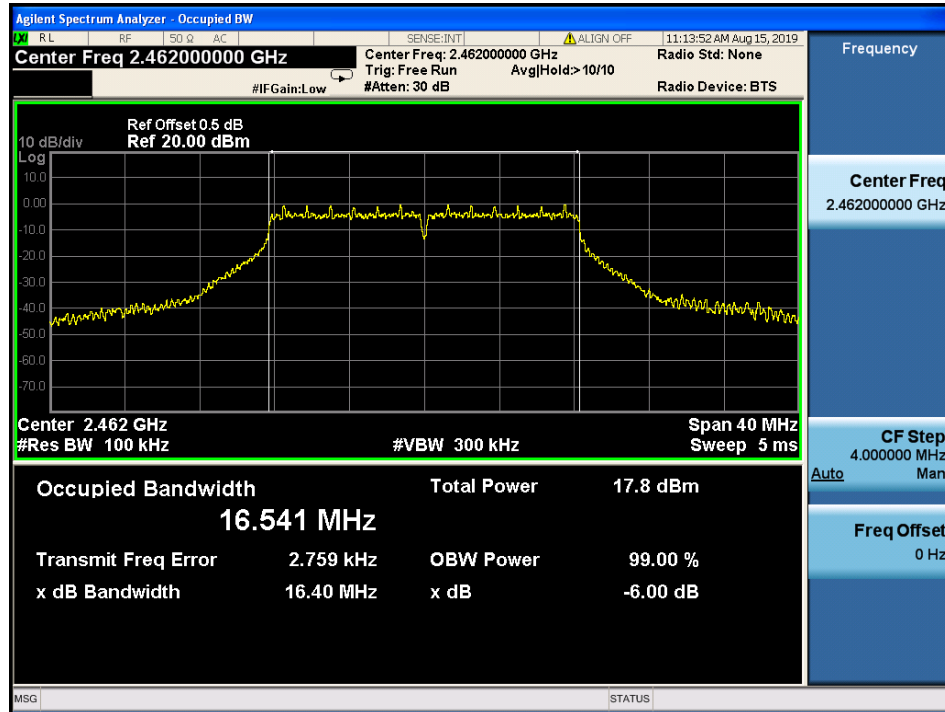 Agilent Spectrum Analyzer - Occupied BW
LXI RL RF 50 Ω AC SENSE:INT ALIGN OFF 11:13:52 AM Aug 15, 2019
Center Freq 2.462000000 GHz
Center Freq: 2.462000000 GHz Radio Std: None
Trig: Free Run Avg|Hold:> 10/10
#IFGain:Low #Atten: 30 dB Radio Device: BTS
Ref Offset 0.5 dB
10 dB/div Ref 20.00 dBm
Log
10.0
0.00
-10.0
-20.0
-30.0
-40.0
-50.0
-60.0
-70.0
Center 2.462 GHz Span 40 MHz
#Res BW 100 kHz #VBW 300 kHz Sweep 5 ms
Occupied Bandwidth Total Power 17.8 dBm
16.541 MHz
Transmit Freq Error 2.759 kHz OBW Power 99.00 %
x dB Bandwidth 16.40 MHz x dB -6.00 dB
MSG STATUS
Frequency
Center Freq
2.462000000 GHz
CF Step
4.000000 MHz
Auto Man
Freq Offset
0 Hz